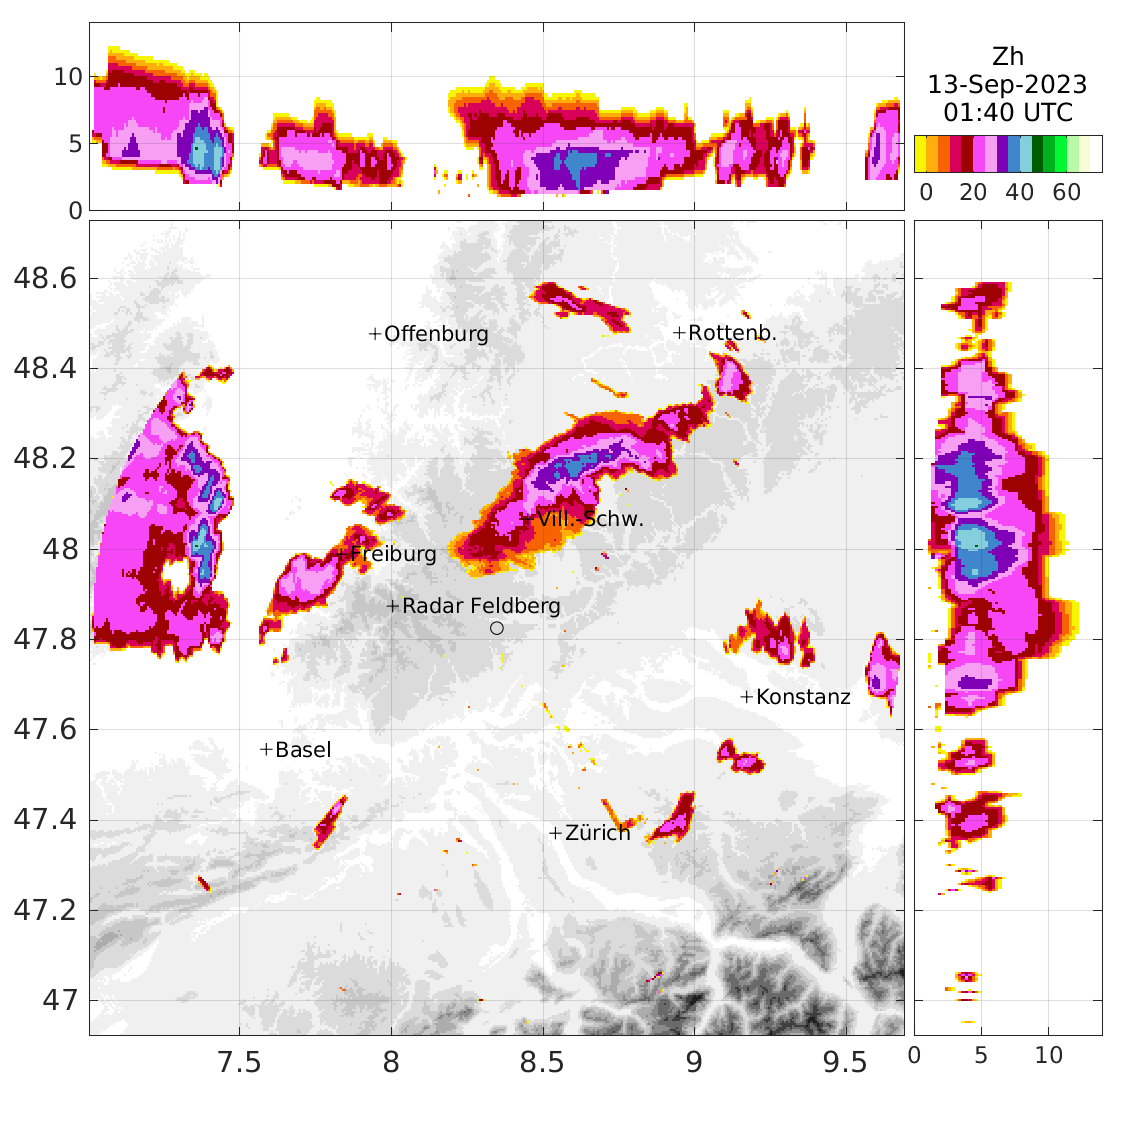 10
5
0
Zh
13-Sep-2023
01:40 UTC
0 20 40 60
48.6
48.4
48.2
48
47.8
47.6
47.4
47.2
47
+Offenburg
+Rottenb.
+Vill.-Schw.
+Freiburg
+Radar Feldberg
+Konstanz
+Basel
+Zürich
7.5 8 8.5 9 9.5
0 5 10